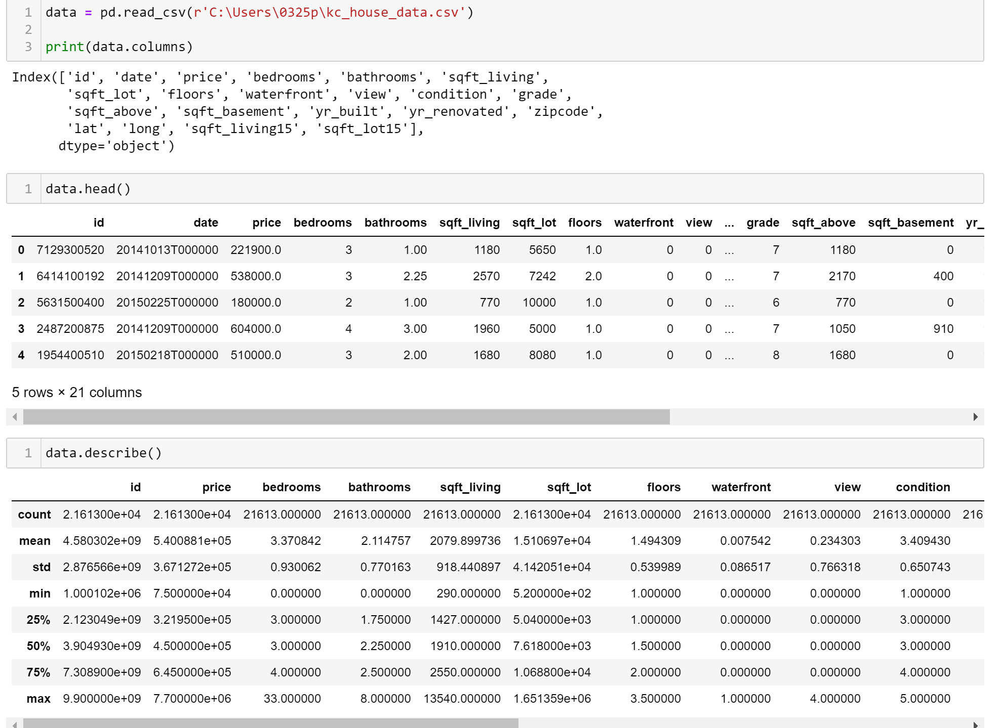 1 data = pd.read_csv(r'C:\Users\0325p\kc_house_data.csv')
2
3 print(data.columns)
Index(['id', 'date', 'price', 'bedrooms', 'bathrooms', 'sqft_living',
'sqft_lot', 'floors', 'waterfront', 'view', 'condition', 'grade',
'sqft_above', 'sqft_basement', 'yr_built', 'yr_renovated', 'zipcode',
'lat', 'long', 'sqft_living15', 'sqft_lot15'],
dtype='object')
1 data.head()
id date price bedrooms bathrooms sqft_living sqft_lot floors waterfront view ... grade sqft_above sqft_basement yr_
0 7129300520 20141013T000000 221900.0 3 1.00 1180 5650 1.0 0 0 ... 7 1180 0
1 6414100192 20141209T000000 538000.0 3 2.25 2570 7242 2.0 0 0 ... 7 2170 400
2 5631500400 20150225T000000 180000.0 2 1.00 770 10000 1.0 0 0 ... 6 770 0
3 2487200875 20141209T000000 604000.0 4 3.00 1960 5000 1.0 0 0 ... 7 1050 910
4 1954400510 20150218T000000 510000.0 3 2.00 1680 8080 1.0 0 0 ... 8 1680 0
5 rows × 21 columns
1 data.describe()
id price bedrooms bathrooms sqft_living sqft_lot floors waterfront view condition
count 2.161300e+04 2.161300e+04 21613.000000 21613.000000 21613.000000 2.161300e+04 21613.000000 21613.000000 21613.000000 21613.000000 216
mean 4.580302e+09 5.400881e+05 3.370842 2.114757 2079.899736 1.510697e+04 1.494309 0.007542 0.234303 3.409430
std 2.876566e+09 3.671272e+05 0.930062 0.770163 918.440897 4.142051e+04 0.539989 0.086517 0.766318 0.650743
min 1.000102e+06 7.500000e+04 0.000000 0.000000 290.000000 5.200000e+02 1.000000 0.000000 0.000000 1.000000
25% 2.123049e+09 3.219500e+05 3.000000 1.750000 1427.000000 5.040000e+03 1.000000 0.000000 0.000000 3.000000
50% 3.904930e+09 4.500000e+05 3.000000 2.250000 1910.000000 7.618000e+03 1.500000 0.000000 0.000000 3.000000
75% 7.308900e+09 6.450000e+05 4.000000 2.500000 2550.000000 1.068800e+04 2.000000 0.000000 0.000000 4.000000
max 9.900000e+09 7.700000e+06 33.000000 8.000000 13540.000000 1.651359e+06 3.500000 1.000000 4.000000 5.000000